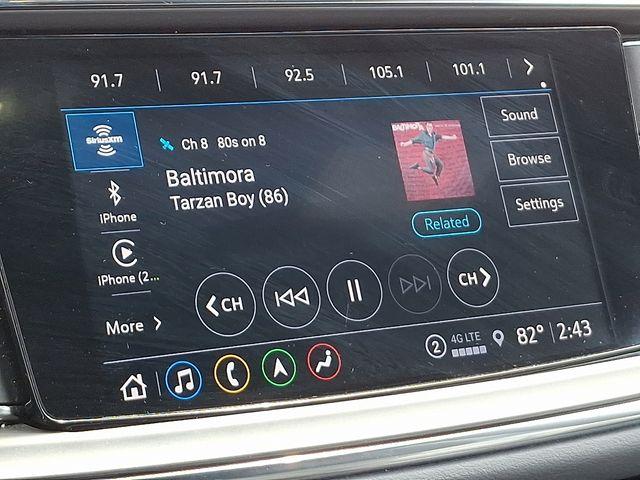 91.7 91.7 92.5 105.1 101.1
SiriusXM
Ch 8 80s on 8
Baltimora
Tarzan Boy (86)
BALTIMORA
Related
Sound
Browse
Settings
iPhone
iPhone (2...
More
CH
CH
2
4G LTE
82° 2:43